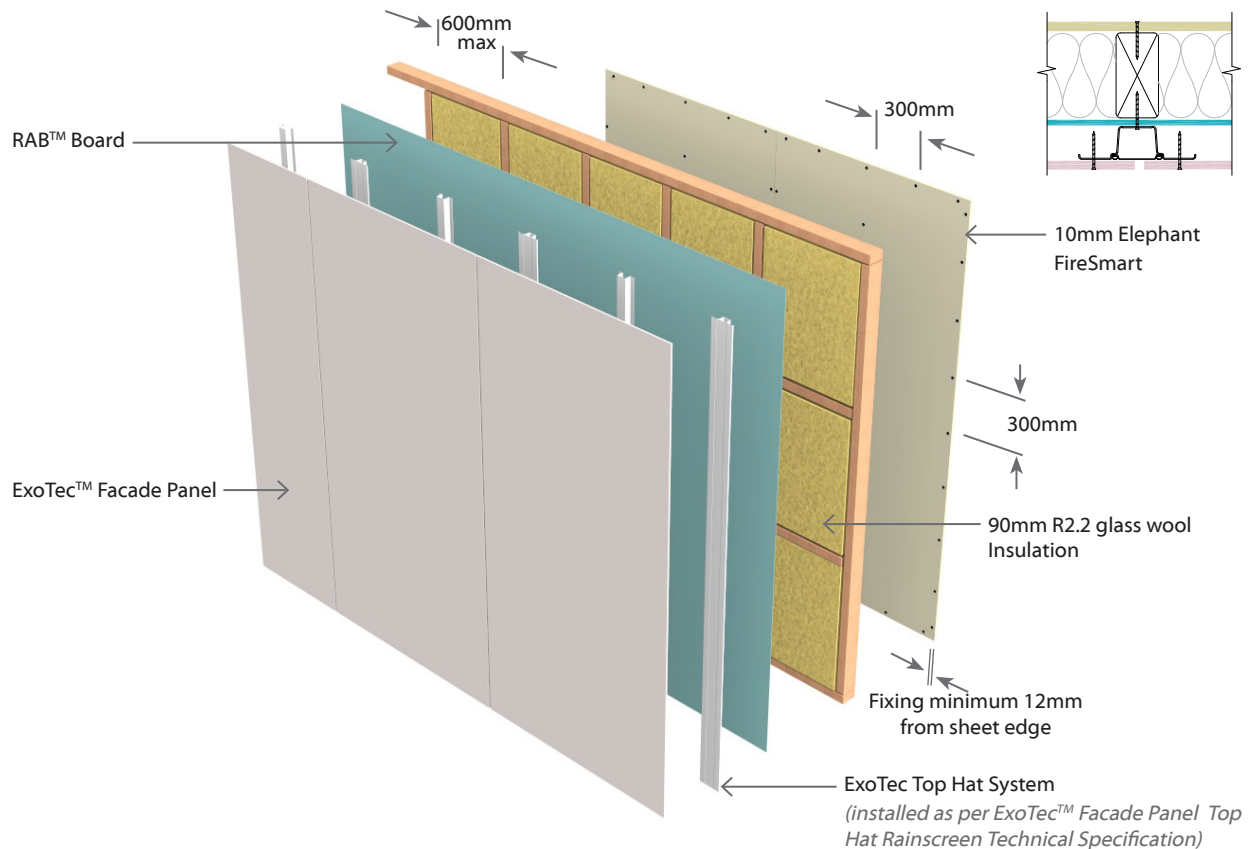 600mm
max
300mm
RAB™ Board
10mm Elephant
FireSmart
300mm
ExoTec™ Facade Panel
90mm R2.2 glass wool
Insulation
Fixing minimum 12mm
from sheet edge
ExoTec Top Hat System
(installed as per ExoTec™ Facade Panel Top
Hat Rainscreen Technical Specification)